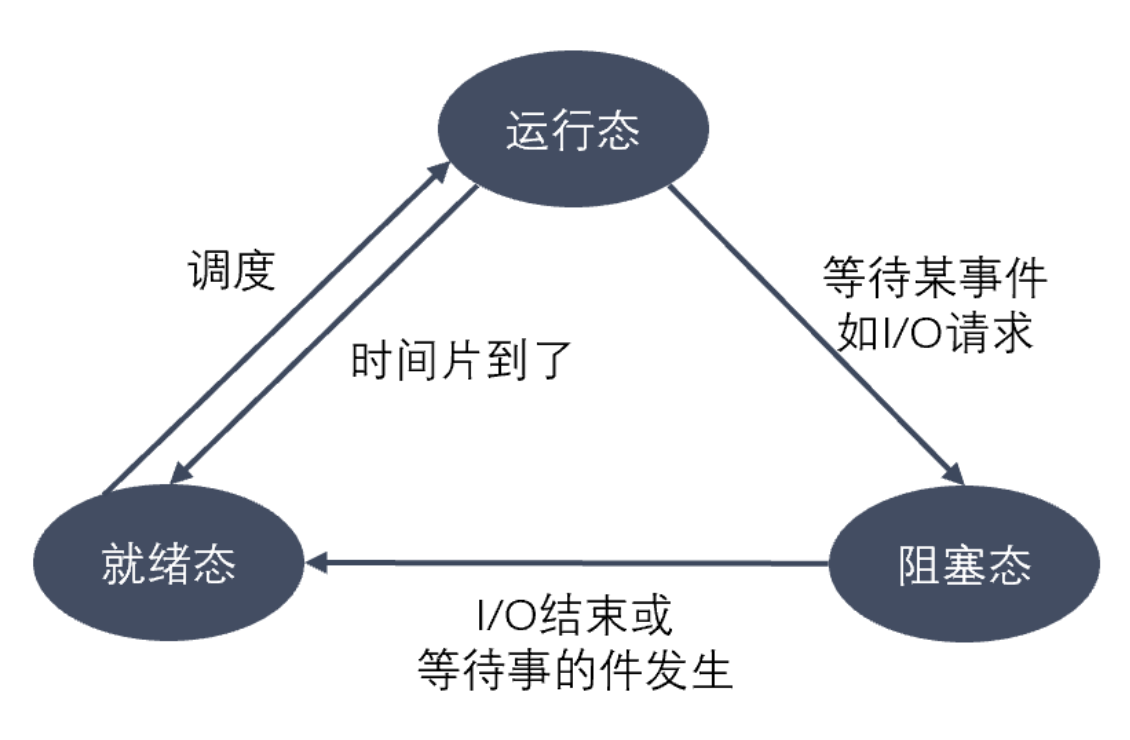 运行态
调度
等待某事件
如I/O请求
时间片到了
就绪态
阻塞态
I/O结束或
等待事的件发生